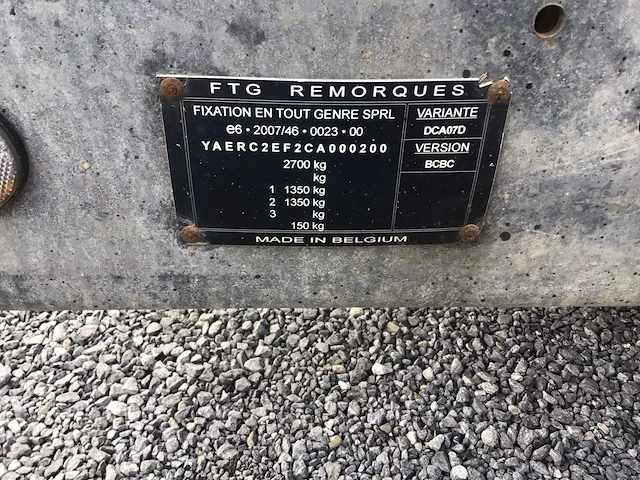 FTG REMORQUES
FIXATION EN TOUT GENRE SPRL
e6 • 2007/46 • 0023 • 00
YAERC2EF2CA000200
2700 kg
kg
1 1350 kg
2 1350 kg
3 kg
150 kg
VARIANTE
DCA07D
VERSION
BCBC
MADE IN BELGIUM